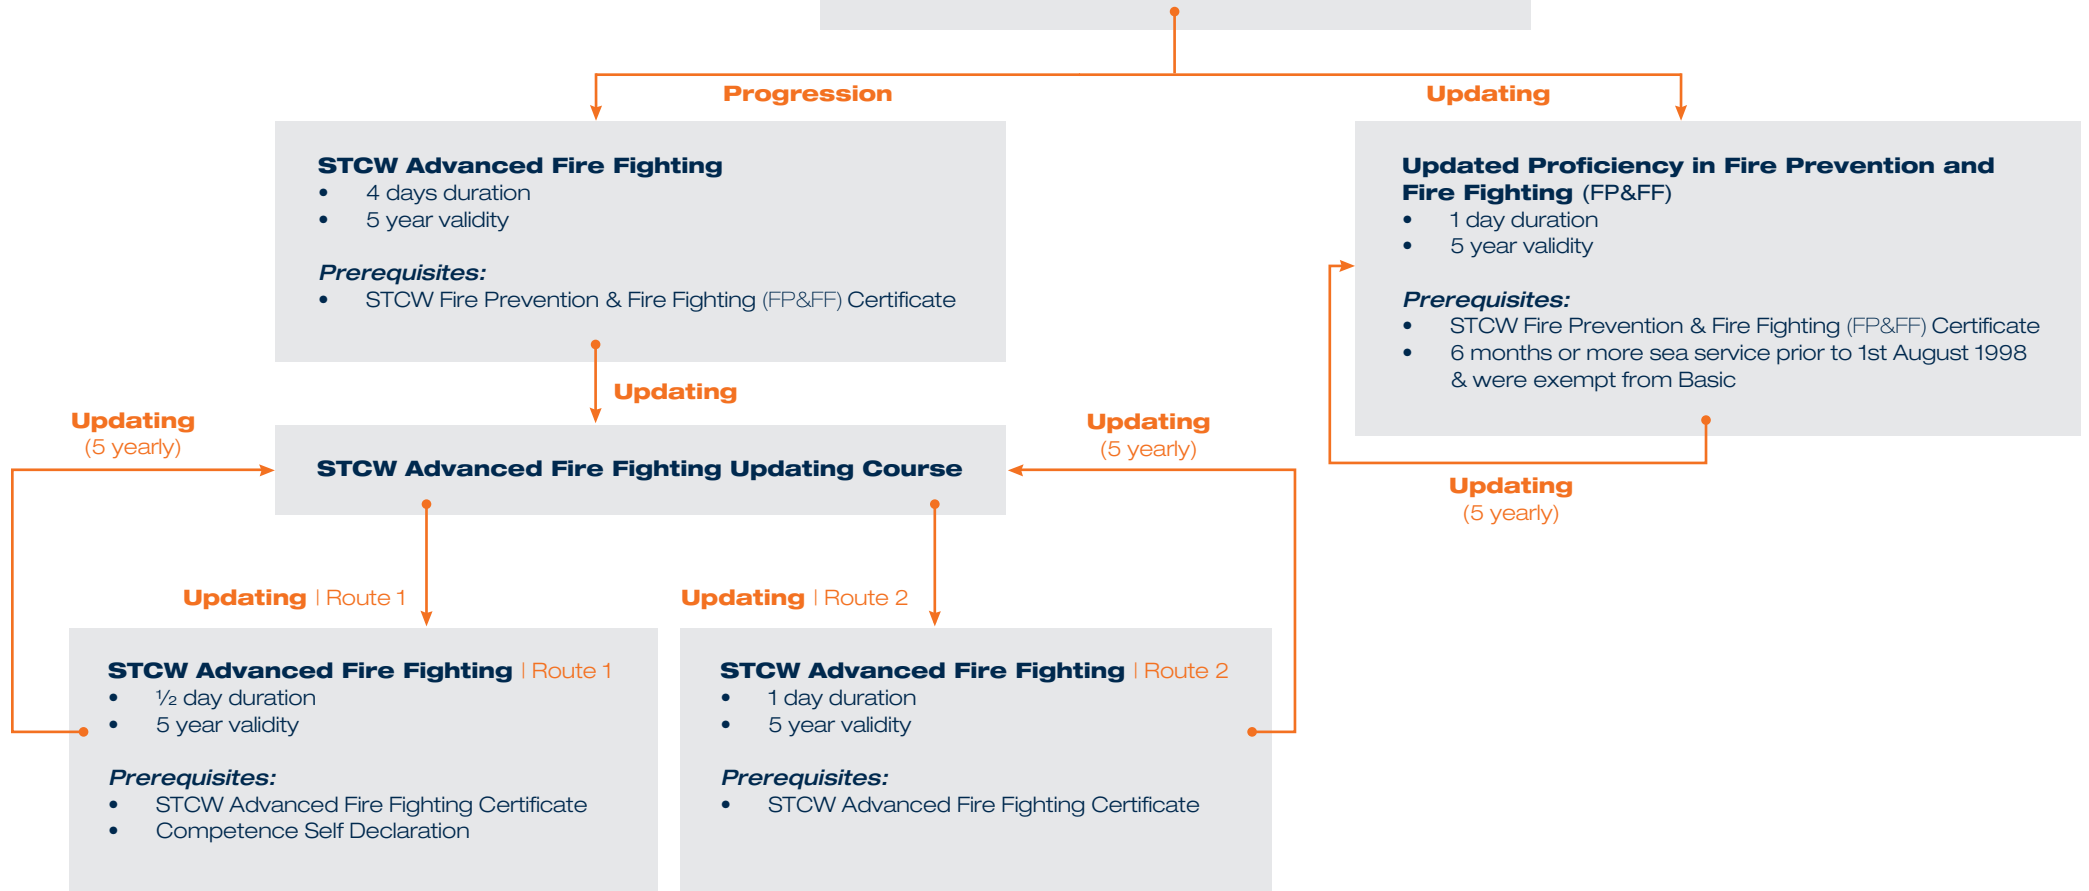 Progression
Updating
STCW Advanced Fire Fighting
• 4 days duration
• 5 year validity
Prerequisites:
• STCW Fire Prevention & Fire Fighting (FP&FF) Certificate
Updated Proficiency in Fire Prevention and
Fire Fighting (FP&FF)
• 1 day duration
• 5 year validity
Prerequisites:
• STCW Fire Prevention & Fire Fighting (FP&FF) Certificate
• 6 months or more sea service prior to 1st August 1998
& were exempt from Basic
Updating
Updating
(5 yearly)
STCW Advanced Fire Fighting Updating Course
Updating
(5 yearly)
Updating
(5 yearly)
Updating | Route 1
Updating | Route 2
STCW Advanced Fire Fighting | Route 1
• ½ day duration
• 5 year validity
Prerequisites:
• STCW Advanced Fire Fighting Certificate
• Competence Self Declaration
STCW Advanced Fire Fighting | Route 2
• 1 day duration
• 5 year validity
Prerequisites:
• STCW Advanced Fire Fighting Certificate